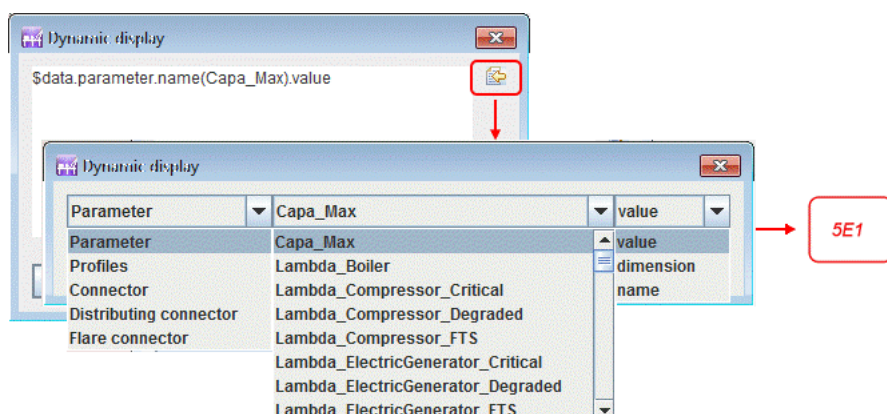 Dynamic display
$data.parameter.name(Capa_Max).value
Dynamic display
Parameter Capa_Max value
Parameter Capa_Max value
Profiles Lambda_Boiler dimension
Connector Lambda_Compressor_Critical name
Distributing connector Lambda_Compressor_Degraded
Flare connector Lambda_Compressor_FTS
Lambda_ElectricGenerator_Critical
Lambda_ElectricGenerator_Degraded
Lambda_ElectricGenerator_FTS
5E1